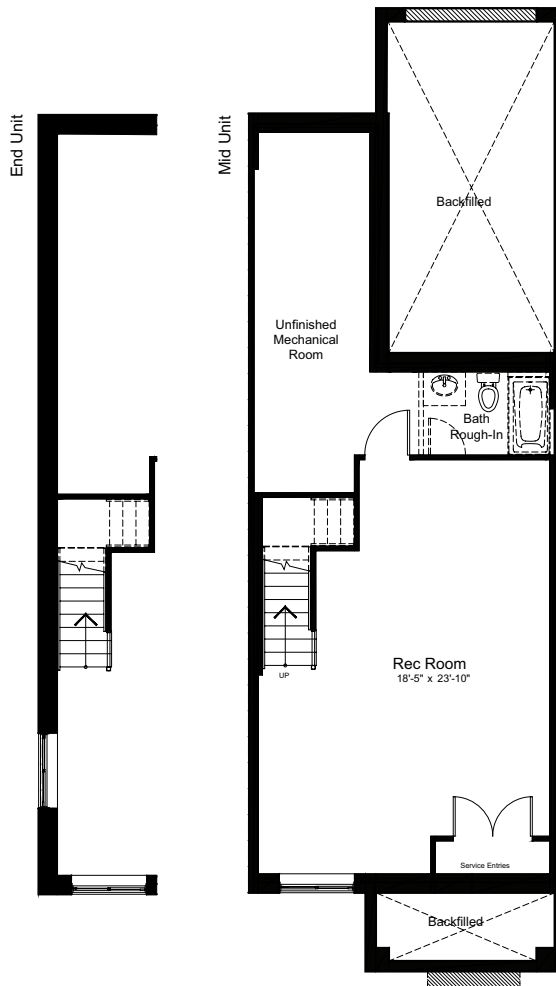 End Unit
Mid Unit
Backfilled
Unfinished
Mechanical
Room
Bath
Rough-In
Rec Room
18'-5" x 23'-10"
UP
Service Entries
Backfilled